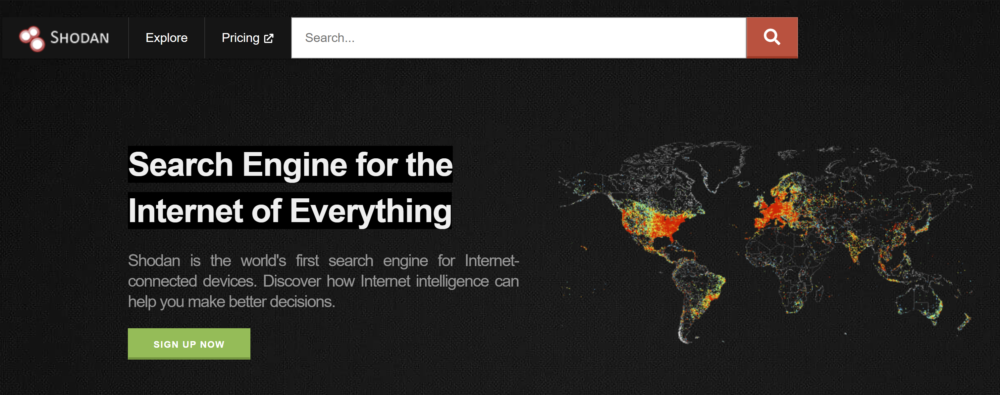 SHODAN
Explore
Pricing
Search...
Search Engine for the
Internet of Everything
Shodan is the world's first search engine for Internet-
connected devices. Discover how Internet intelligence can
help you make better decisions.
SIGN UP NOW